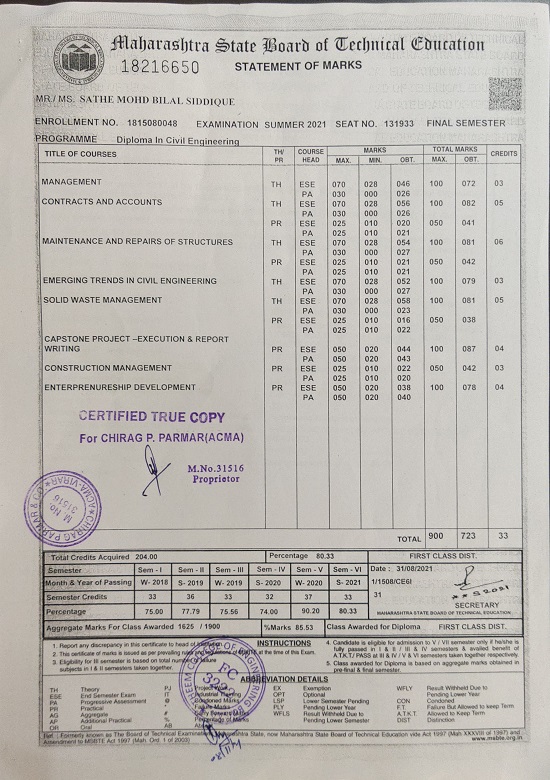 Maharashtra State Board of Technical Education
18216650 STATEMENT OF MARKS
MR / MS. SATHE MOHD BILAL SIDDIQUE
ENROLLMENT NO. 1815080048 EXAMINATION SUMMER 2021 SEAT NO. 131933 FINAL SEMESTER
PROGRAMME Diploma In Civil Engineering
TITLE OF COURSES TH/ PR COURSE HEAD MARKS TOTAL MARKS CREDITS
MAX. MIN. OBT. MAX. OBT.
MANAGEMENT TH ESE 070 028 046 100 072 03
PA 030 000 026
CONTRACTS AND ACCOUNTS TH ESE 070 028 056 100 082 05
PA 030 000 026
PR ESE 025 010 020 050 041
PA 025 010 021
MAINTENANCE AND REPAIRS OF STRUCTURES TH ESE 070 028 054 100 081 06
PA 030 000 027
PR ESE 025 010 021 050 042
PA 025 010 021
EMERGING TRENDS IN CIVIL ENGINEERING TH ESE 070 028 052 100 079 03
PA 030 000 027
SOLID WASTE MANAGEMENT TH ESE 070 028 058 100 081 05
PA 030 000 023
PR ESE 025 010 016 050 038
PA 025 010 022
CAPSTONE PROJECT –EXECUTION & REPORT
WRITING PR ESE 050 020 044 100 087 04
PA 050 020 043
CONSTRUCTION MANAGEMENT PR ESE 025 010 022 050 042 03
PA 025 010 020
ENTERPRENURESHIP DEVELOPMENT PR ESE 050 020 038 100 078 04
PA 050 020 040
CERTIFIED TRUE COPY
For CHIRAG P. PARMAR(ACMA)
M.No.31516
Proprietor
CHIRAG PARMAR & CO ACMA-VIRAR
M No 31516
TOTAL 900 723 33
Total Credits Acquired 204.00 Percentage 80.33 FIRST CLASS DIST.
Semester Sem - I Sem - II Sem - III Sem - IV Sem - V Sem - VI Date : 31/08/2021
Month & Year of Passing W- 2018 S- 2019 W- 2019 S- 2020 W- 2020 S- 2021 1/1508/CE6I
Semester Credits 33 36 33 32 37 33 31
SECRETARY
Percentage 75.00 77.79 75.56 74.00 90.20 80.33 MAHARASHTRA STATE BOARD OF TECHNICAL EDUCATION
Aggregate Marks For Class Awarded 1625 / 1900 %Marks 85.53 Class Awarded for Diploma FIRST CLASS DIST.
INSTRUCTIONS
1. Report any discrepancy in this certificate to head of
2. This certificate of marks is issued as per prevailing at the time of Exam.
3. Eligibility for semester III is based on total number of failure
subjects in I & II semesters taken together.
4. Candidate is eligible for admission to V / VI semester only if he/she is
fully passed in I & II / III & IV semesters & availed benefit of
A.T.K.T./ PASS at III & IV / V & VI semesters taken together respectively.
5. Class awarded for Diploma is based on aggregate marks obtained in
pre-final & final semester.
ABBREVIATION DETAILS
TH Theory
ESE End Semester Exam
PA Progressive Assessment
PR Practical
AG Aggregate
AP Additional Practical
OR Oral
PJ
IT
%
AB
EX Exemption
OPT Optional
LSP Lower Semester Pending
PLY Pending Lower Year
WFLS Result Withheld Due to
Pending Lower Semester
WFLY Result Withheld Due to
Pending Lower Year
CON Condoned
F.T. Failure But Allowed to Keep Term
A.T.K.T. Allowed to Keep Term
DIST Distinction
Ref : Formerly known as The Board of Technical Examination Maharashtra State, now Maharashtra State Board of Technical Education vide Act 1997 (Mah XXXVIII of 1997) and
Amendment to MSBTE Act 1997 (Mah. Ord. 1 of 2003) www.msbte.org.in